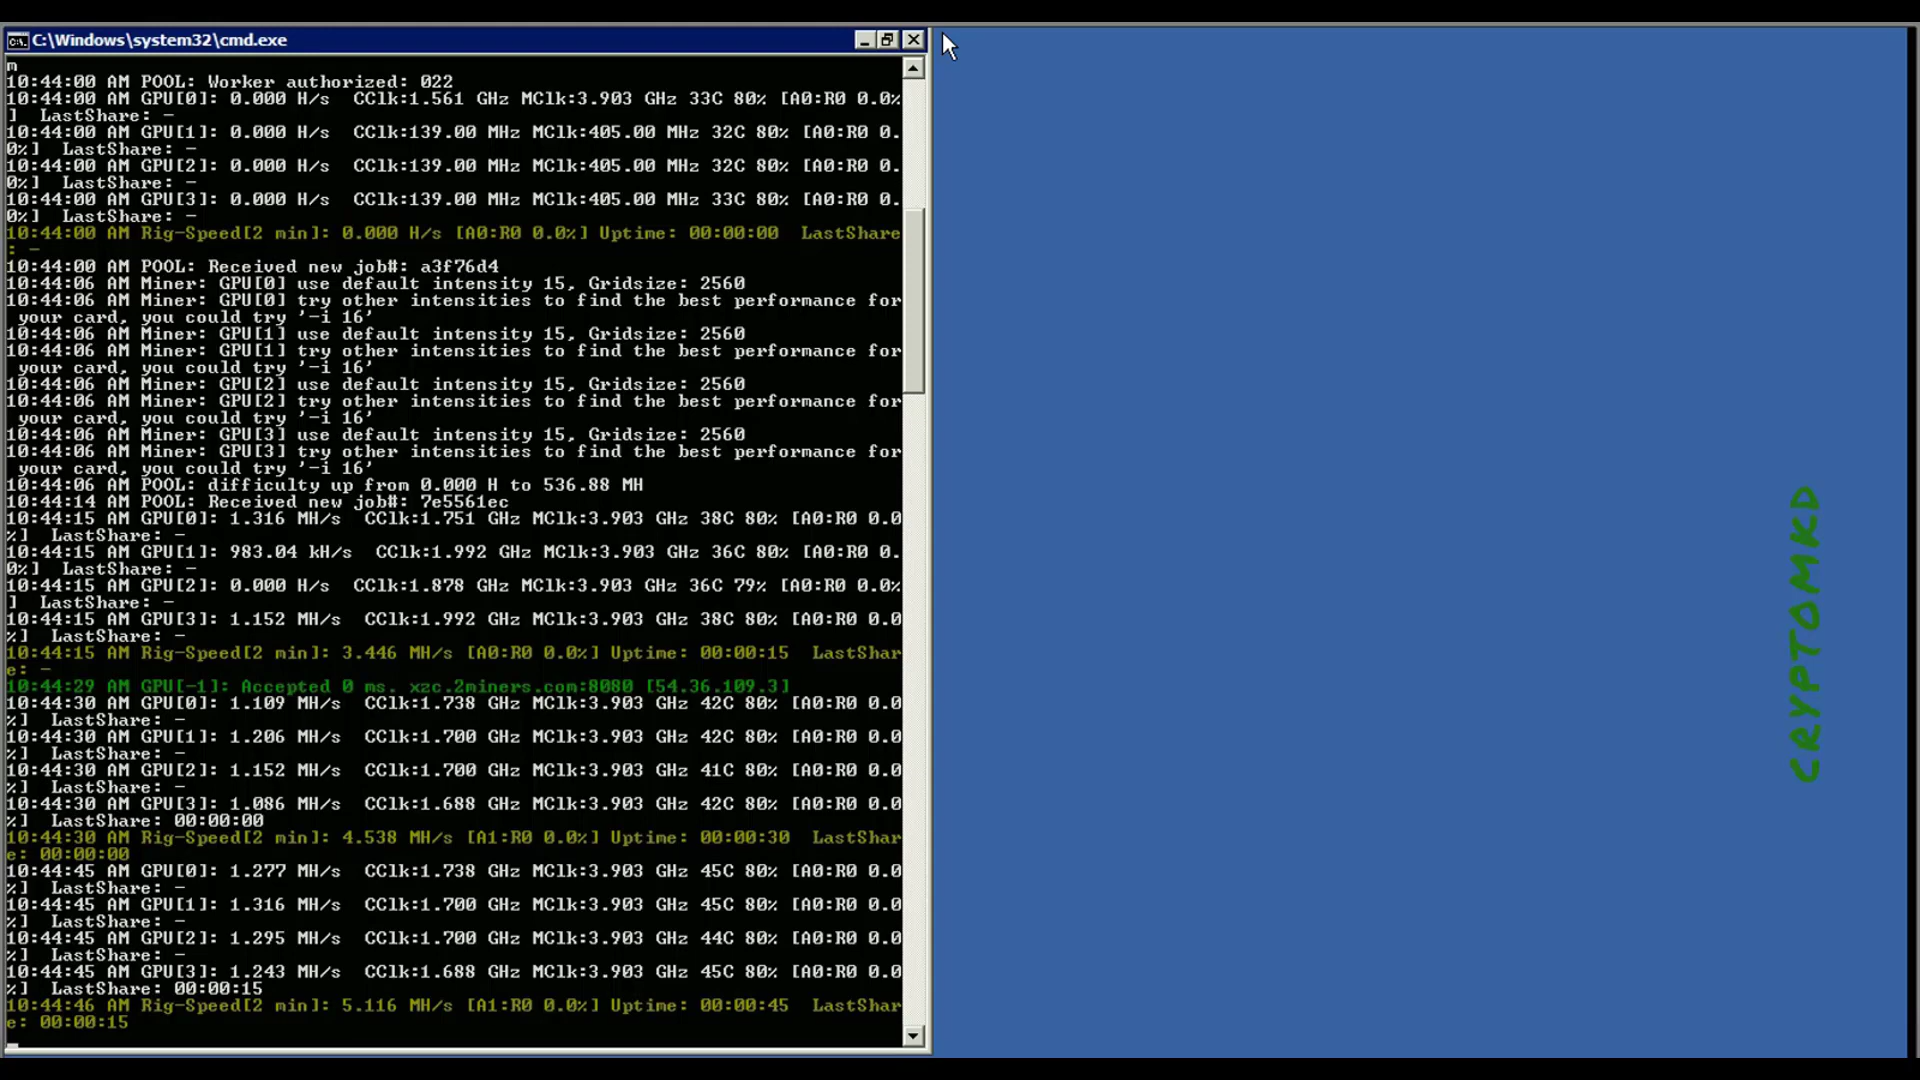 C:\Windows\system32\cmd.exe
m
10:44:00 AM POOL: Worker authorized: 022
10:44:00 AM GPU[0]: 0.000 H/s  CClk:1.561 GHz MClk:3.903 GHz 33C 80% [A0:R0 0.0%
]  LastShare: -
10:44:00 AM GPU[1]: 0.000 H/s  CClk:139.00 MHz MClk:405.00 MHz 32C 80% [A0:R0 0.
0%]  LastShare: -
10:44:00 AM GPU[2]: 0.000 H/s  CClk:139.00 MHz MClk:405.00 MHz 32C 80% [A0:R0 0.
0%]  LastShare: -
10:44:00 AM GPU[3]: 0.000 H/s  CClk:139.00 MHz MClk:405.00 MHz 33C 80% [A0:R0 0.
0%]  LastShare: -
10:44:00 AM Rig-Speed[2 min]: 0.000 H/s [A0:R0 0.0%] Uptime: 00:00:00  LastShare
: -
10:44:00 AM POOL: Received new job#: a3f76d4
10:44:06 AM Miner: GPU[0] use default intensity 15, Gridsize: 2560
10:44:06 AM Miner: GPU[0] try other intensities to find the best performance for
 your card, you could try '-i 16'
10:44:06 AM Miner: GPU[1] use default intensity 15, Gridsize: 2560
10:44:06 AM Miner: GPU[1] try other intensities to find the best performance for
 your card, you could try '-i 16'
10:44:06 AM Miner: GPU[2] use default intensity 15, Gridsize: 2560
10:44:06 AM Miner: GPU[2] try other intensities to find the best performance for
 your card, you could try '-i 16'
10:44:06 AM Miner: GPU[3] use default intensity 15, Gridsize: 2560
10:44:06 AM Miner: GPU[3] try other intensities to find the best performance for
 your card, you could try '-i 16'
10:44:06 AM POOL: difficulty up from 0.000 H to 536.88 MH
10:44:14 AM POOL: Received new job#: 7e5561ec
10:44:15 AM GPU[0]: 1.316 MH/s  CClk:1.751 GHz MClk:3.903 GHz 38C 80% [A0:R0 0.0
%]  LastShare: -
10:44:15 AM GPU[1]: 983.04 kH/s  CClk:1.992 GHz MClk:3.903 GHz 36C 80% [A0:R0 0.
0%]  LastShare: -
10:44:15 AM GPU[2]: 0.000 H/s  CClk:1.878 GHz MClk:3.903 GHz 36C 79% [A0:R0 0.0%
]  LastShare: -
10:44:15 AM GPU[3]: 1.152 MH/s  CClk:1.992 GHz MClk:3.903 GHz 38C 80% [A0:R0 0.0
%]  LastShare: -
10:44:15 AM Rig-Speed[2 min]: 3.446 MH/s [A0:R0 0.0%] Uptime: 00:00:15  LastShar
e: -
10:44:29 AM GPU[-1]: Accepted 0 ms. xzc.2miners.com:8080 [54.36.109.3]
10:44:30 AM GPU[0]: 1.109 MH/s  CClk:1.738 GHz MClk:3.903 GHz 42C 80% [A0:R0 0.0
%]  LastShare: -
10:44:30 AM GPU[1]: 1.206 MH/s  CClk:1.700 GHz MClk:3.903 GHz 42C 80% [A0:R0 0.0
%]  LastShare: -
10:44:30 AM GPU[2]: 1.152 MH/s  CClk:1.700 GHz MClk:3.903 GHz 41C 80% [A0:R0 0.0
%]  LastShare: -
10:44:30 AM GPU[3]: 1.086 MH/s  CClk:1.688 GHz MClk:3.903 GHz 42C 80% [A0:R0 0.0
%]  LastShare: 00:00:00
10:44:30 AM Rig-Speed[2 min]: 4.538 MH/s [A1:R0 0.0%] Uptime: 00:00:30  LastShar
e: 00:00:00
10:44:45 AM GPU[0]: 1.277 MH/s  CClk:1.738 GHz MClk:3.903 GHz 45C 80% [A0:R0 0.0
%]  LastShare: -
10:44:45 AM GPU[1]: 1.316 MH/s  CClk:1.700 GHz MClk:3.903 GHz 45C 80% [A0:R0 0.0
%]  LastShare: -
10:44:45 AM GPU[2]: 1.295 MH/s  CClk:1.700 GHz MClk:3.903 GHz 44C 80% [A0:R0 0.0
%]  LastShare: -
10:44:45 AM GPU[3]: 1.243 MH/s  CClk:1.688 GHz MClk:3.903 GHz 45C 80% [A0:R0 0.0
%]  LastShare: 00:00:15
10:44:46 AM Rig-Speed[2 min]: 5.116 MH/s [A1:R0 0.0%] Uptime: 00:00:45  LastShar
e: 00:00:15
CRYPTOMKD